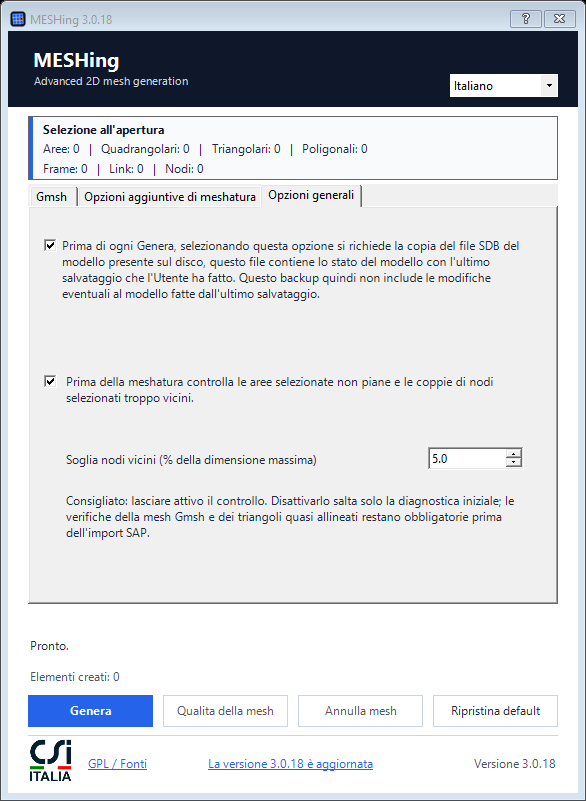 MESHing 3.0.18
?
MESHing
Advanced 2D mesh generation
Italiano
Selezione all'apertura
Aree: 0 | Quadrangolari: 0 | Triangolari: 0 | Poligonali: 0
Frame: 0 | Link: 0 | Nodi: 0
Gmsh Opzioni aggiuntive di meshatura Opzioni generali
Prima di ogni Genera, selezionando questa opzione si richiede la copia del file SDB del
modello presente sul disco, questo file contiene lo stato del modello con l'ultimo
salvataggio che l'Utente ha fatto. Questo backup quindi non include le modifiche
eventuali al modello fatte dall'ultimo salvataggio.
Prima della meshatura controlla le aree selezionate non piane e le coppie di nodi
selezionati troppo vicini.
Soglia nodi vicini (% della dimensione massima) 5.0
Consigliato: lasciare attivo il controllo. Disattivarlo salta solo la diagnostica iniziale; le
verifiche della mesh Gmsh e dei triangoli quasi allineati restano obbligatorie prima
dell'import SAP.
Pronto.
Elementi creati: 0
Genera Qualita della mesh Annulla mesh Ripristina default
CSi
ITALIA
GPL / Fonti La versione 3.0.18 è aggiornata Versione 3.0.18